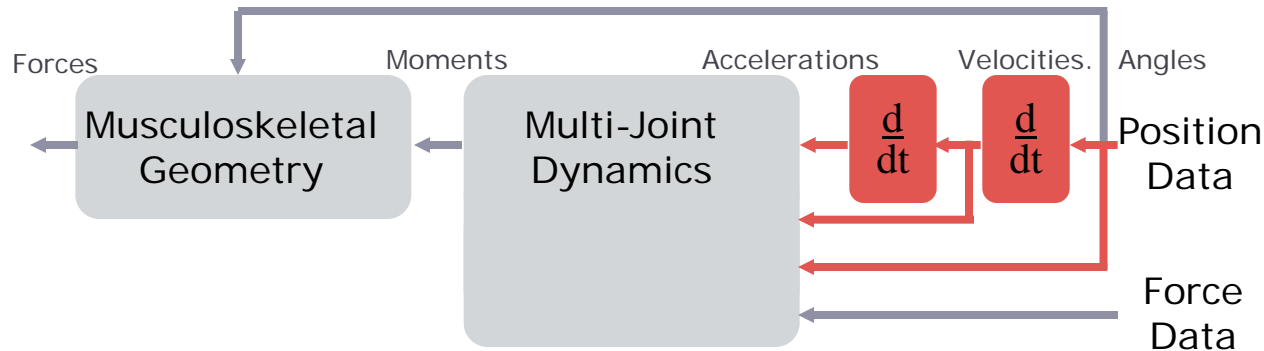 Forces
Moments
Accelerations
Velocities.
Angles
Musculoskeletal
Geometry
Multi-Joint
Dynamics
d
dt
d
dt
Position
Data
Force
Data